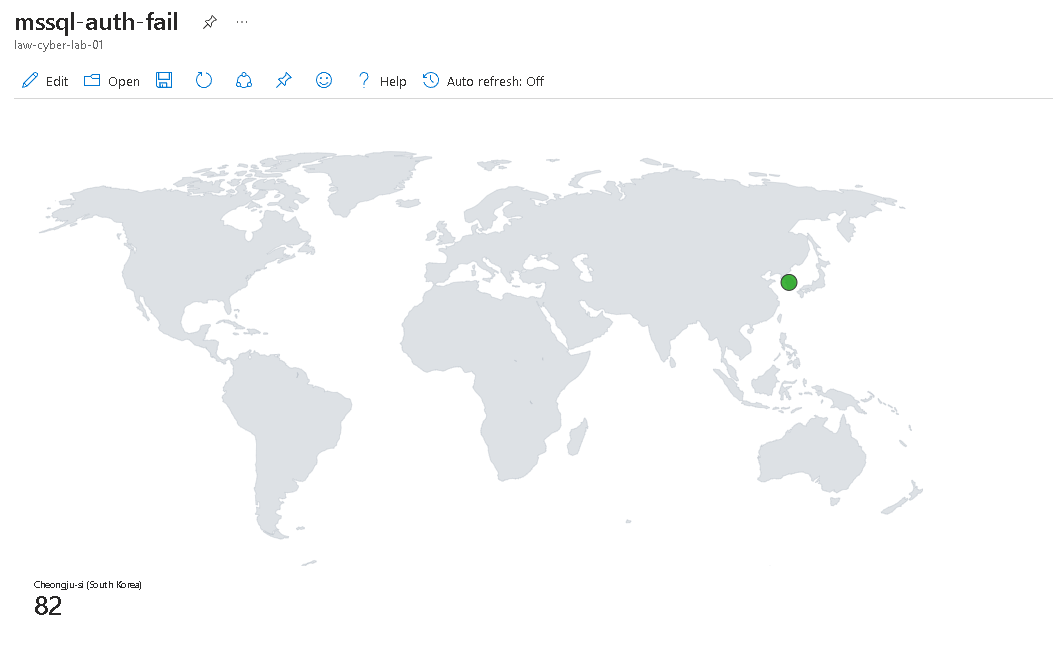 mssql-auth-fail
law-cyber-lab-01
Edit Open Help Auto refresh: Off
Cheongju-si (South Korea)
82